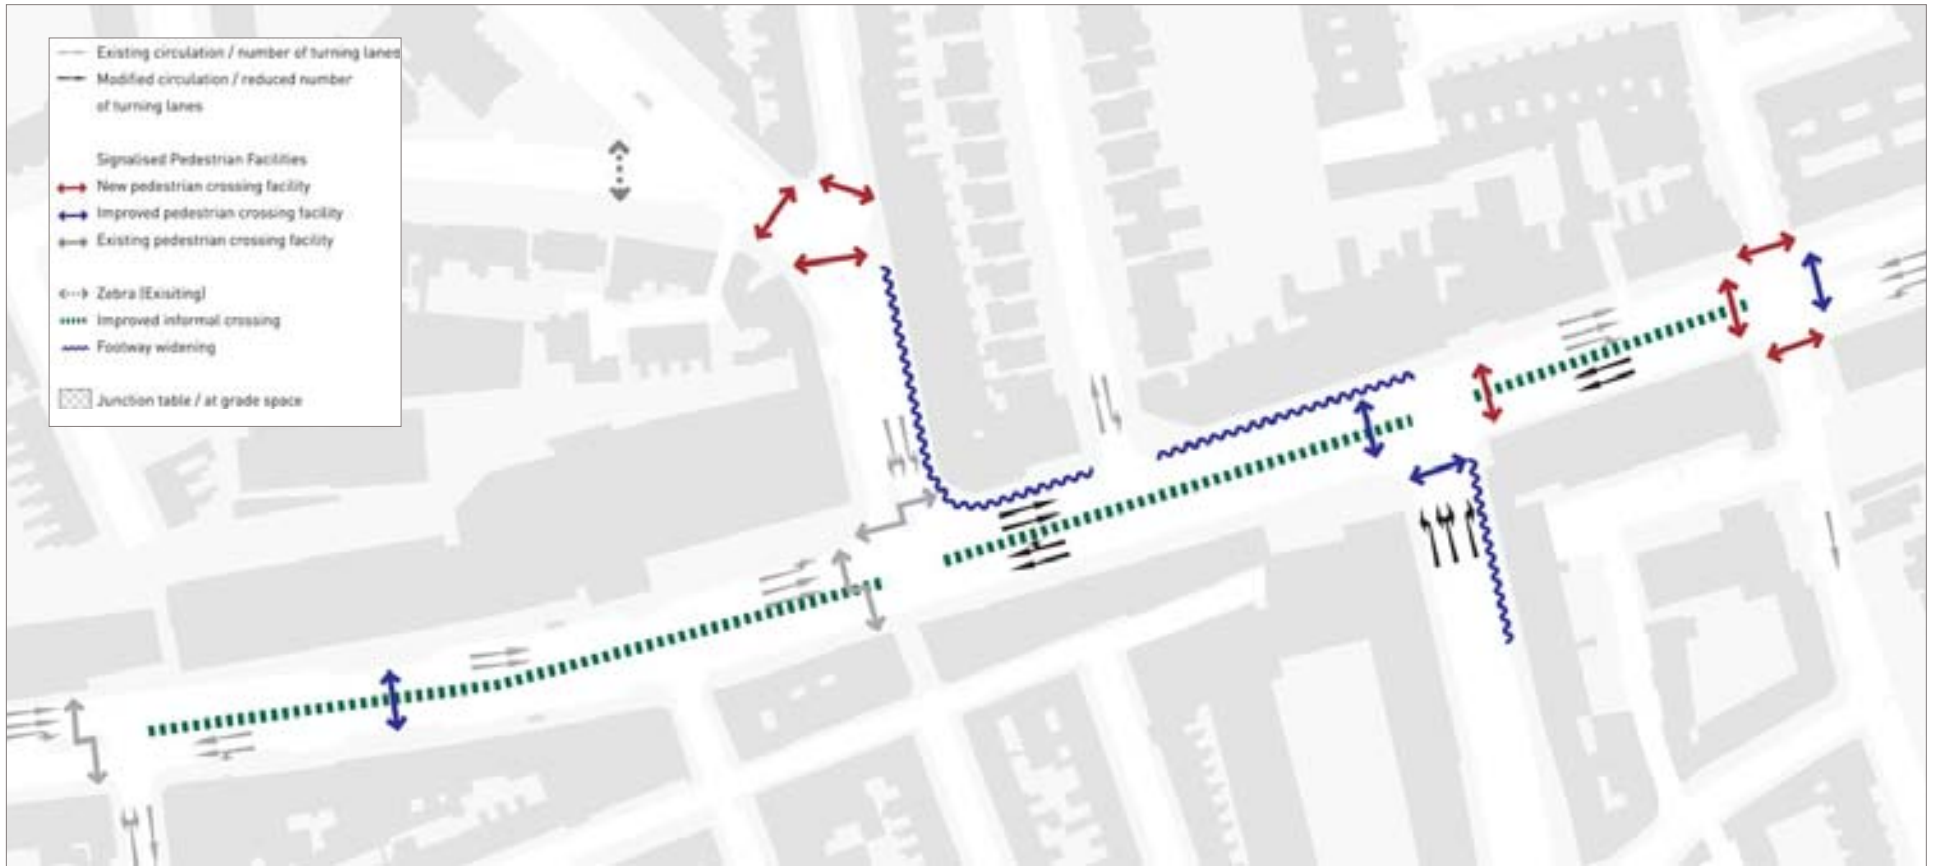 Existing circulation / number of turning lanes
Modified circulation / reduced number
of turning lanes
Signalised Pedestrian Facilities
New pedestrian crossing facility
Improved pedestrian crossing facility
Existing pedestrian crossing facility
Zebra (Exisiting)
Improved informal crossing
Footway widening
Junction table / at grade space